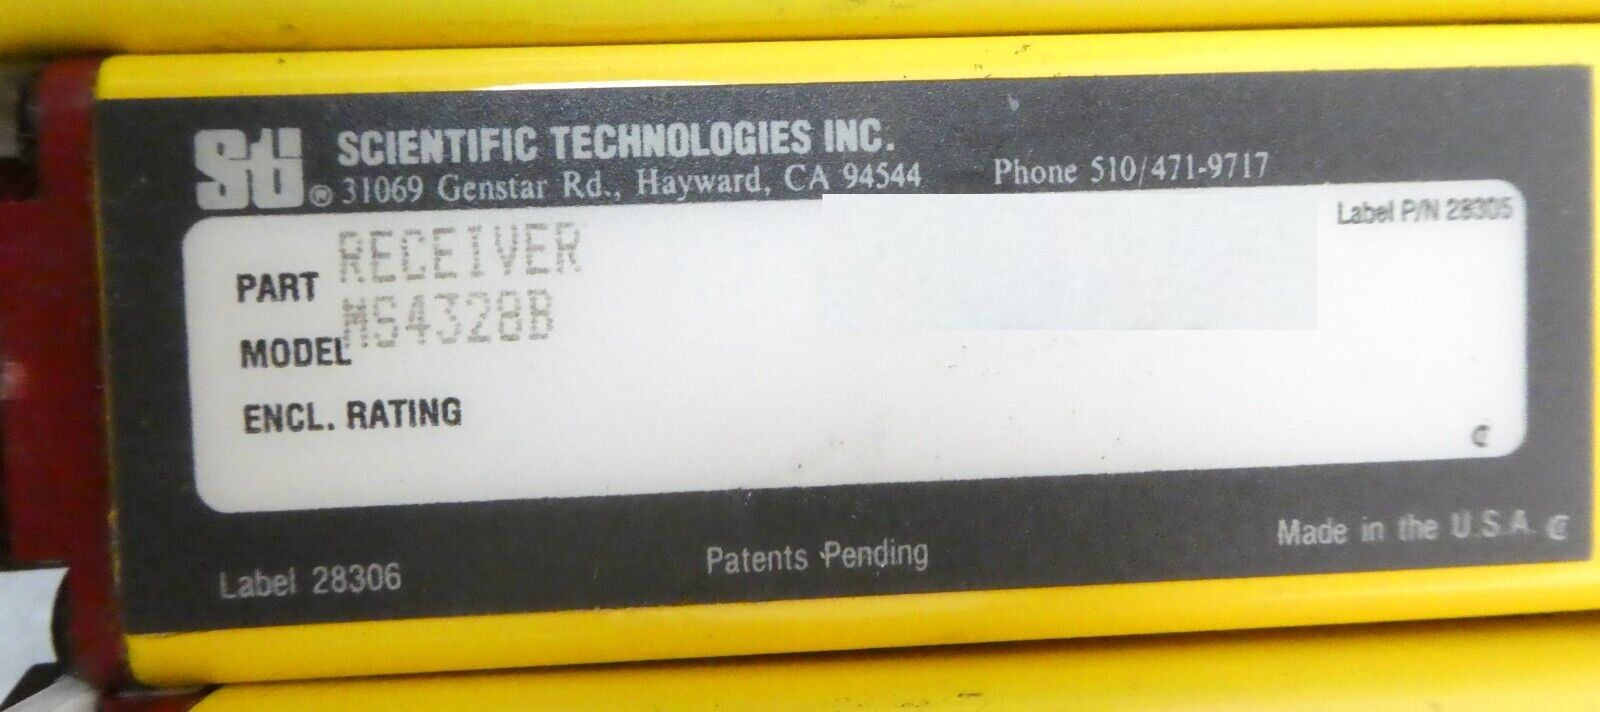 Sti ® SCIENTIFIC TECHNOLOGIES INC.
31069 Genstar Rd., Hayward, CA 94544 Phone 510/471-9717
Label P/N 28305
PART RECEIVER
MODEL MS4328B
ENCL. RATING
Label 28306
Patents Pending
Made in the U.S.A.